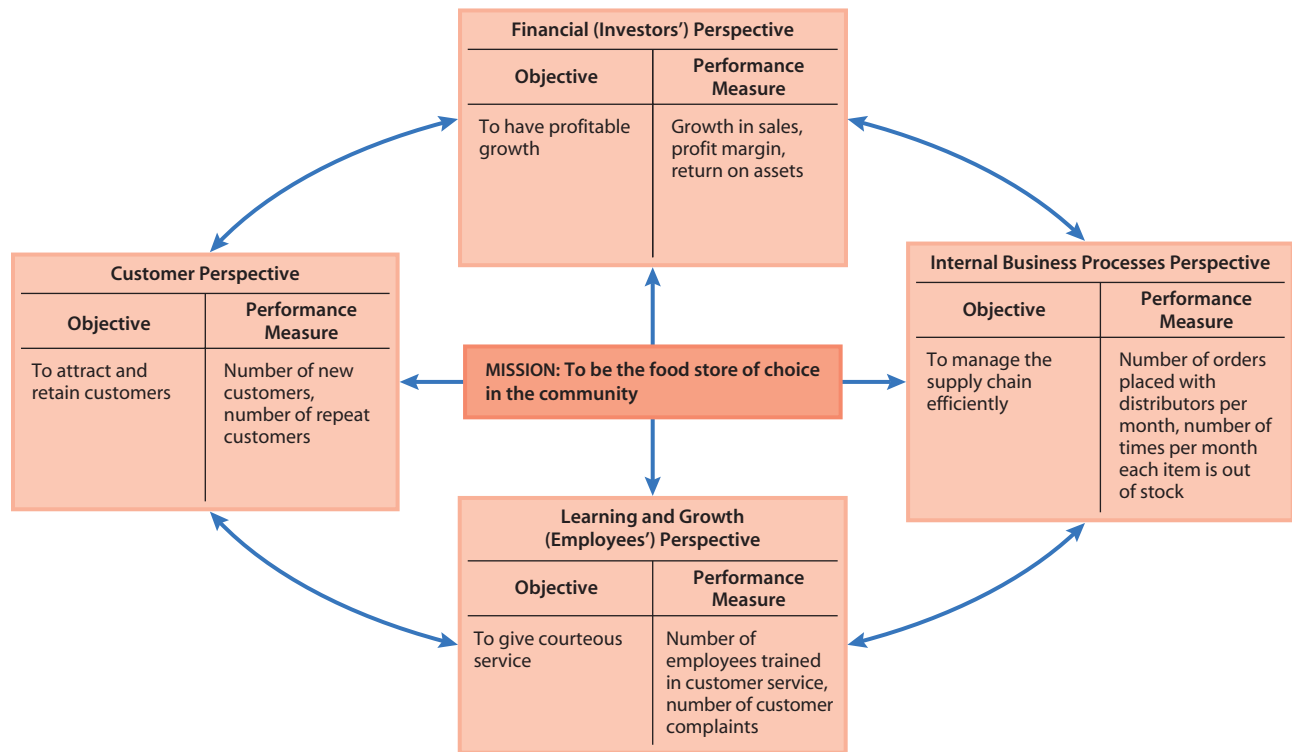 Financial (Investors’) Perspective
Objective
Performance
Measure
To have profitable
growth
Growth in sales,
profit margin,
return on assets
Customer Perspective
Objective
Performance
Measure
To attract and
retain customers
Number of new
customers,
number of repeat
customers
MISSION: To be the food store of choice
in the community
Internal Business Processes Perspective
Objective
Performance
Measure
To manage the
supply chain
efficiently
Number of orders
placed with
distributors per
month, number of
times per month
each item is out
of stock
Learning and Growth
(Employees’) Perspective
Objective
Performance
Measure
To give courteous
service
Number of
employees trained
in customer service,
number of customer
complaints